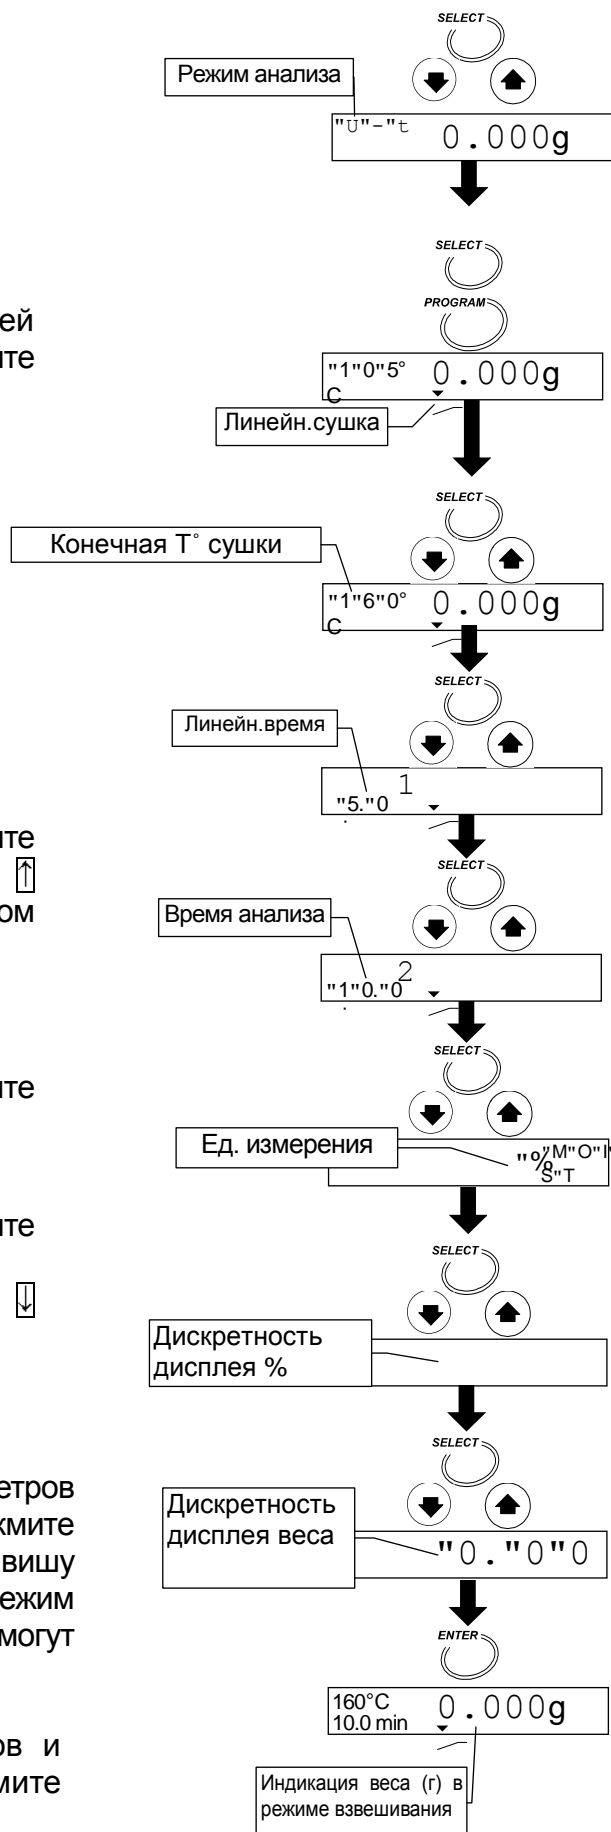 SELECT
Режим анализа
"U"-"t 0.000g
SELECT
PROGRAM
ей
ите
"1"0"5°
C
0.000g
Линейн.сушка
SELECT
Конечная Т° сушки
"1"6"0°
C
0.000g
SELECT
Линейн.время
1
"5."0
ите
↑
ом
SELECT
Время анализа
2
"1"0."0
SELECT
ите
Ед. измерения
"%"M"O"I"
S"T
ите
SELECT
↓
Дискретность
дисплея %
SELECT
етров
жмите
вишу
ежим
могут
Дискретность
дисплея веса
"0."0"0
ENTER
160°C
10.0 min
0.000g
ов и
мите
Индикация веса (г) в
режиме взвешивания